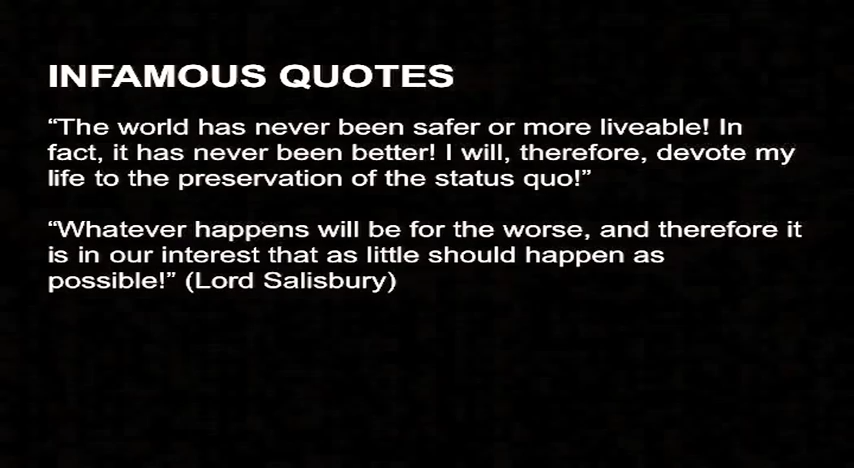 INFAMOUS QUOTES
“The world has never been safer or more liveable! In
fact, it has never been better! I will, therefore, devote my
life to the preservation of the status quo!”
“Whatever happens will be for the worse, and therefore it
is in our interest that as little should happen as
possible!” (Lord Salisbury)